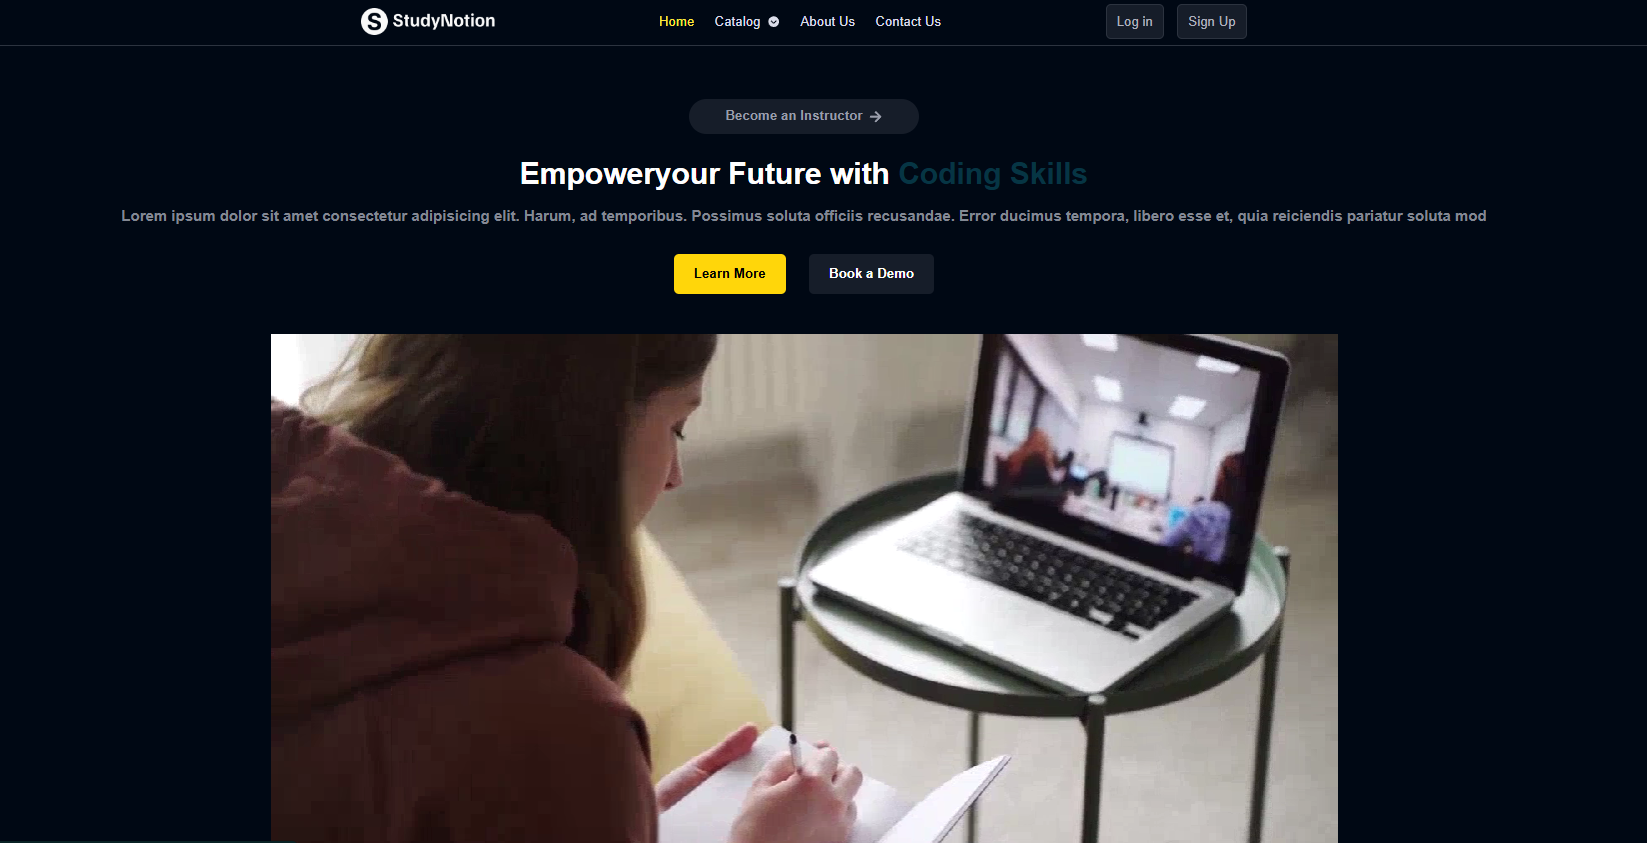 StudyNotion
Home Catalog About Us Contact Us
Log in Sign Up
Become an Instructor
Empoweryour Future with Coding Skills
Lorem ipsum dolor sit amet consectetur adipisicing elit. Harum, ad temporibus. Possimus soluta officiis recusandae. Error ducimus tempora, libero esse et, quia reiciendis pariatur soluta mod
Learn More Book a Demo